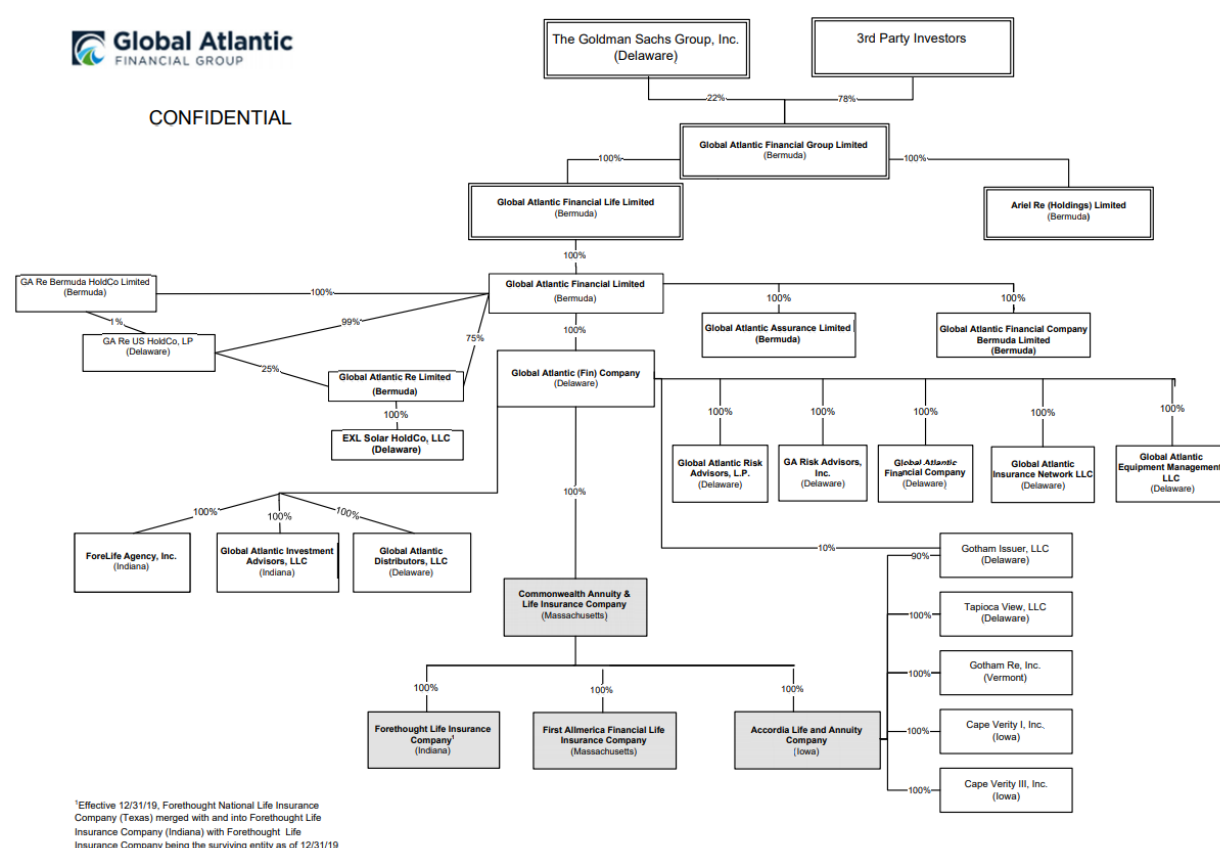 Global Atlantic
FINANCIAL GROUP
CONFIDENTIAL
The Goldman Sachs Group, Inc.
(Delaware)
3rd Party Investors
22%
78%
Global Atlantic Financial Group Limited
(Bermuda)
100%
100%
Global Atlantic Financial Life Limited
(Bermuda)
Ariel Re (Holdings) Limited
(Bermuda)
100%
GA Re Bermuda HoldCo Limited
(Bermuda)
100%
Global Atlantic Financial Limited
(Bermuda)
1%
99%
75%
100%
100%
100%
GA Re US HoldCo, LP
(Delaware)
Global Atlantic Assurance Limited
(Bermuda)
Global Atlantic Financial Company
Bermuda Limited
(Bermuda)
25%
Global Atlantic Re Limited
(Bermuda)
Global Atlantic (Fin) Company
(Delaware)
100%
EXL Solar HoldCo, LLC
(Delaware)
100%
100%
100%
100%
100%
Global Atlantic Risk
Advisors, L.P.
(Delaware)
GA Risk Advisors,
Inc.
(Delaware)
Global Atlantic
Financial Company
(Delaware)
Global Atlantic
Insurance Network LLC
(Delaware)
Global Atlantic
Equipment Management
LLC
(Delaware)
100%
100%
100%
100%
ForeLife Agency, Inc.
(Indiana)
Global Atlantic Investment
Advisors, LLC
(Indiana)
Global Atlantic
Distributors, LLC
(Delaware)
10%
90%
Gotham Issuer, LLC
(Delaware)
Commonwealth Annuity &
Life Insurance Company
(Massachusetts)
100%
Tapioca View, LLC
(Delaware)
100%
Gotham Re, Inc.
(Vermont)
100%
100%
100%
Forethought Life Insurance
Company¹
(Indiana)
First Allmerica Financial Life
Insurance Company
(Massachusetts)
Accordia Life and Annuity
Company
(Iowa)
100%
Cape Verity I, Inc.
(Iowa)
100%
Cape Verity III, Inc.
(Iowa)
¹Effective 12/31/19, Forethought National Life Insurance
Company (Texas) merged with and into Forethought Life
Insurance Company (Indiana) with Forethought Life
Insurance Company being the surviving entity as of 12/31/19